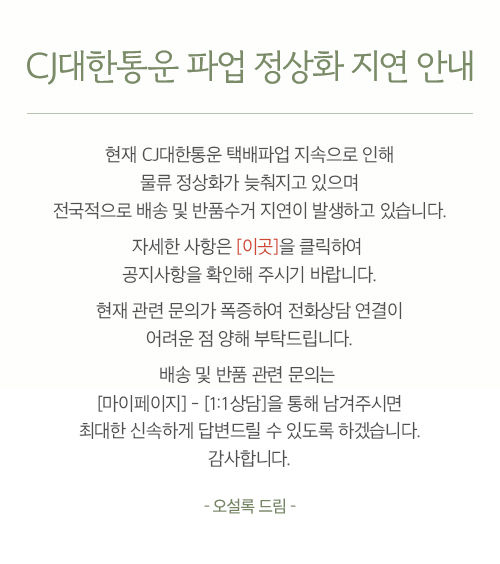 CJ대한통운 파업 정상화 지연 안내
현재 CJ대한통운 택배파업 지속으로 인해
물류 정상화가 늦춰지고 있으며
전국적으로 배송 및 반품수거 지연이 발생하고 있습니다.
자세한 사항은 [이곳]을 클릭하여
공지사항을 확인해 주시기 바랍니다.
현재 관련 문의가 폭증하여 전화상담 연결이
어려운 점 양해 부탁드립니다.
배송 및 반품 관련 문의는
[마이페이지] - [1:1상담]을 통해 남겨주시면
최대한 신속하게 답변드릴 수 있도록 하겠습니다.
감사합니다.
- 오설록 드림 -